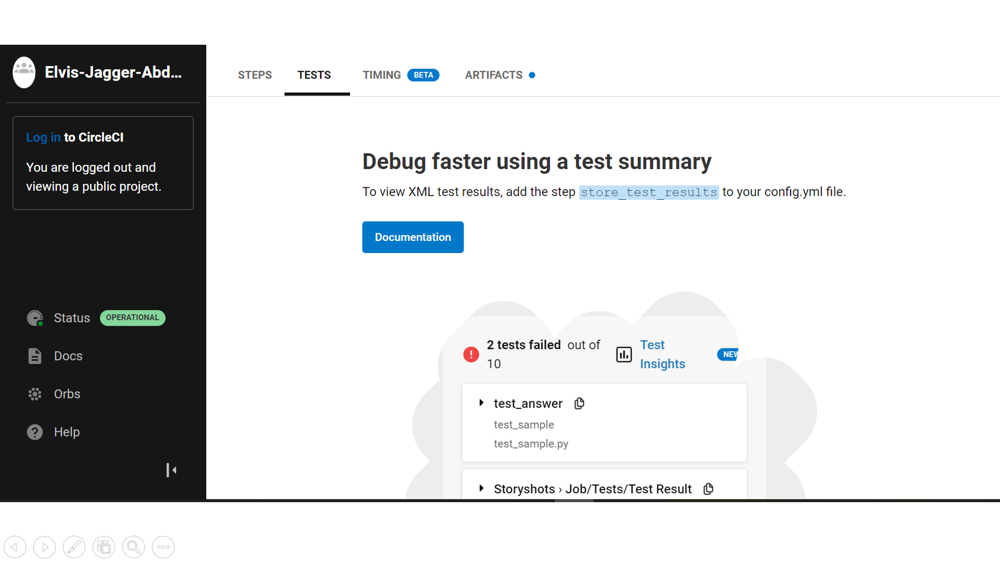 Elvis-Jagger-Abd...
Log in to CircleCI
You are logged out and
viewing a public project.
Status OPERATIONAL
Docs
Orbs
Help
STEPS TESTS TIMING BETA ARTIFACTS
Debug faster using a test summary
To view XML test results, add the step store_test_results to your config.yml file.
Documentation
2 tests failed out of
10
Test
Insights
NEW
test_answer
test_sample
test_sample.py
Storyshots › Job/Tests/Test Result